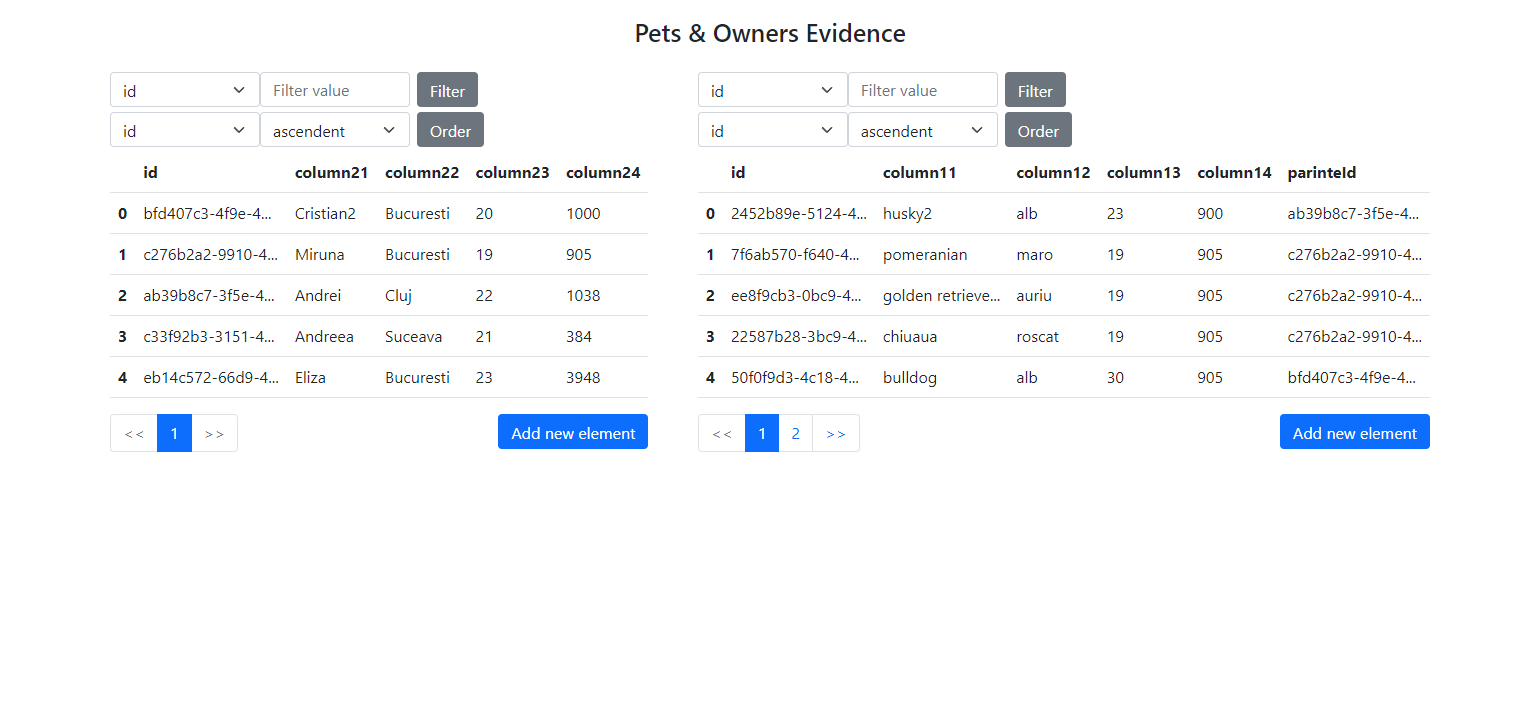 Pets & Owners Evidence
id Filter value Filter
id ascendent Order
id column21 column22 column23 column24
0 bfd407c3-4f9e-4... Cristian2 Bucuresti 20 1000
1 c276b2a2-9910-4... Miruna Bucuresti 19 905
2 ab39b8c7-3f5e-4... Andrei Cluj 22 1038
3 c33f92b3-3151-4... Andreea Suceava 21 384
4 eb14c572-66d9-4... Eliza Bucuresti 23 3948
<< 1 >> Add new element
id Filter value Filter
id ascendent Order
id column11 column12 column13 column14 parinteId
0 2452b89e-5124-4... husky2 alb 23 900 ab39b8c7-3f5e-4...
1 7f6ab570-f640-4... pomeranian maro 19 905 c276b2a2-9910-4...
2 ee8f9cb3-0bc9-4... golden retrieve... auriu 19 905 c276b2a2-9910-4...
3 22587b28-3bc9-4... chiuaua roscat 19 905 c276b2a2-9910-4...
4 50f0f9d3-4c18-4... bulldog alb 30 905 bfd407c3-4f9e-4...
<< 1 2 >> Add new element